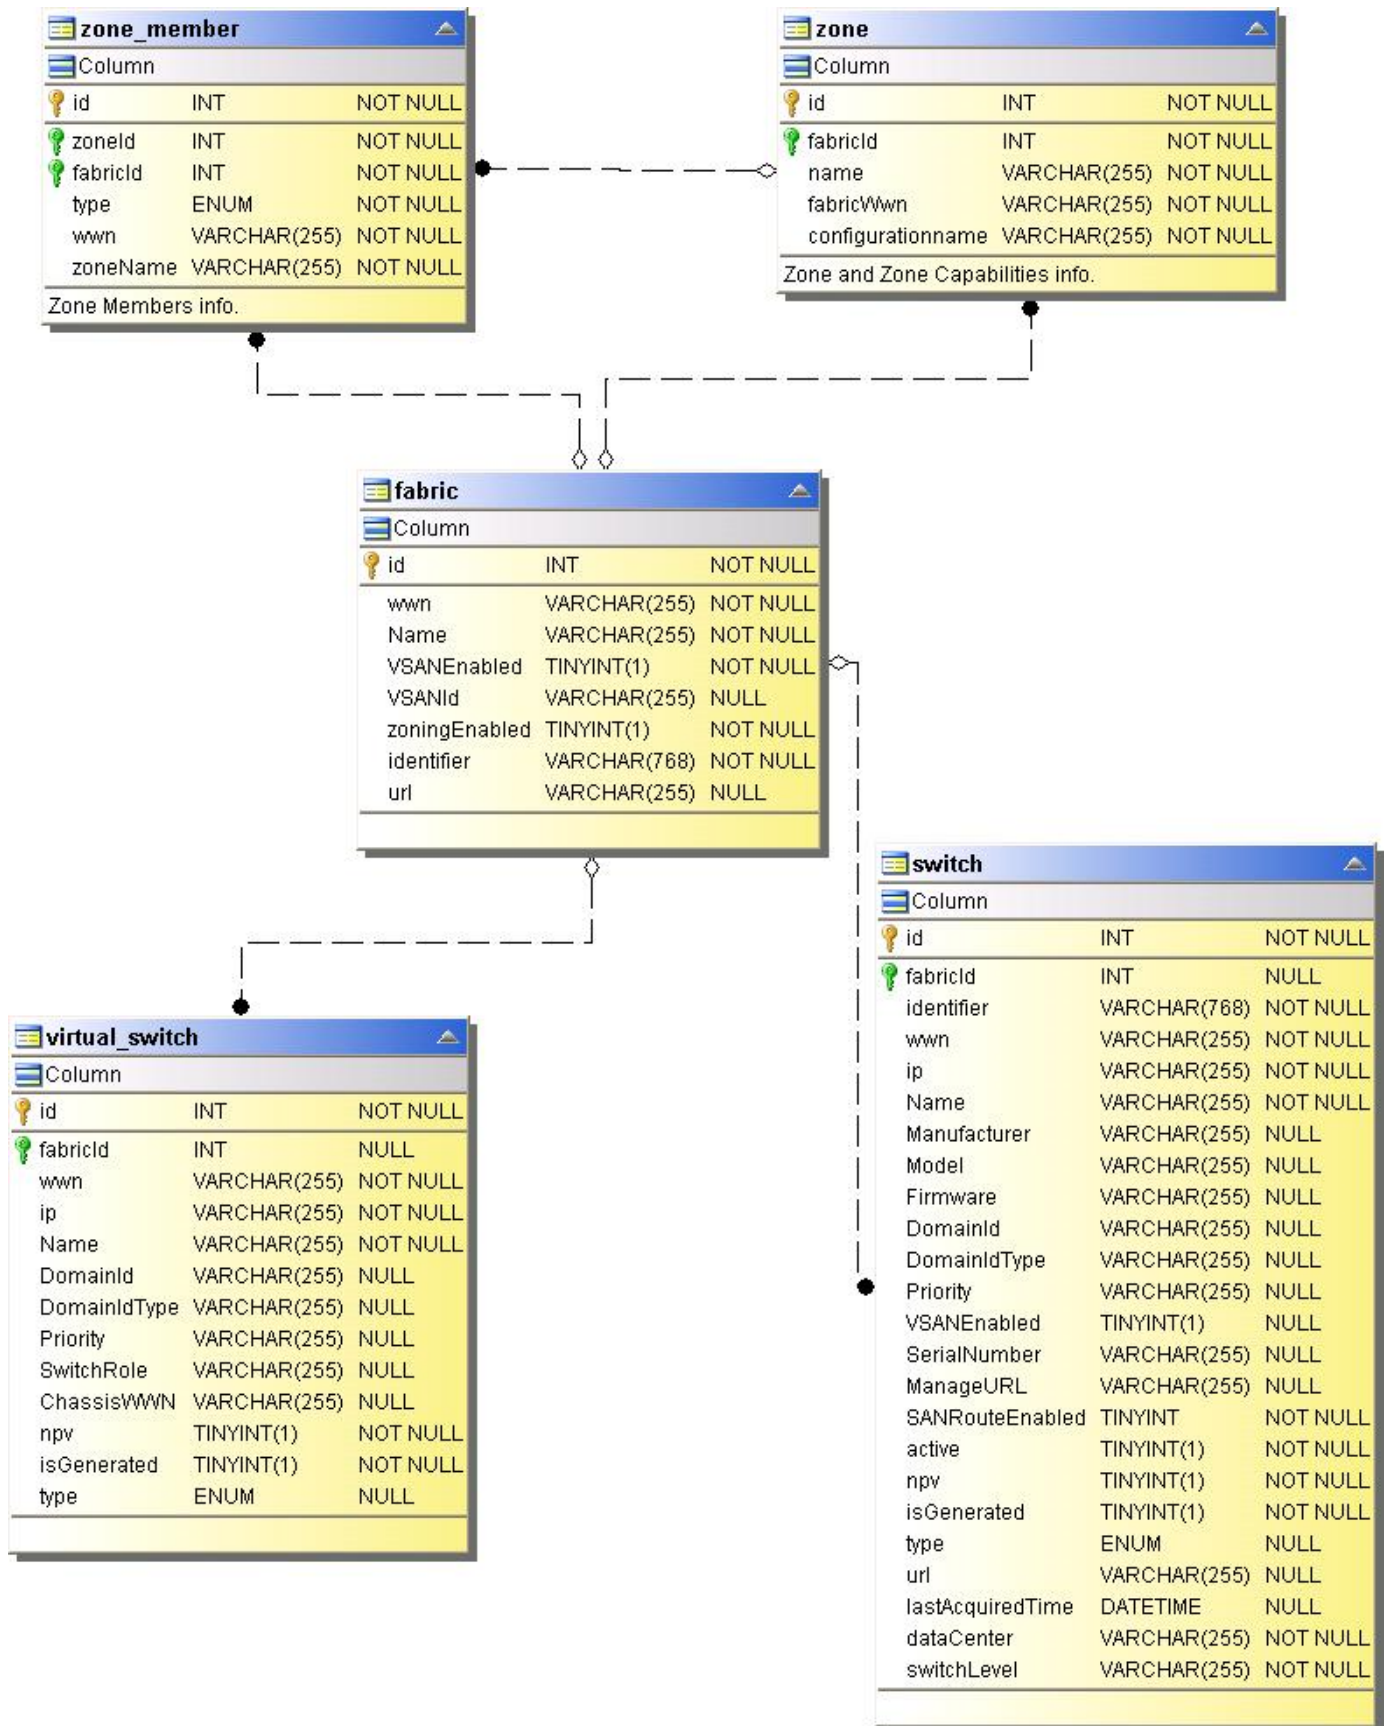 zone_member
Column
id INT NOT NULL
zoneId INT NOT NULL
fabricId INT NOT NULL
type ENUM NOT NULL
wwn VARCHAR(255) NOT NULL
zoneName VARCHAR(255) NOT NULL
Zone Members info.
zone
Column
id INT NOT NULL
fabricId INT NOT NULL
name VARCHAR(255) NOT NULL
fabricWwn VARCHAR(255) NOT NULL
configurationname VARCHAR(255) NOT NULL
Zone and Zone Capabilities info.
fabric
Column
id INT NOT NULL
wwn VARCHAR(255) NOT NULL
Name VARCHAR(255) NOT NULL
VSANEnabled TINYINT(1) NOT NULL
VSANId VARCHAR(255) NULL
zoningEnabled TINYINT(1) NOT NULL
identifier VARCHAR(768) NOT NULL
url VARCHAR(255) NULL
switch
Column
id INT NOT NULL
fabricId INT NULL
identifier VARCHAR(768) NOT NULL
wwn VARCHAR(255) NOT NULL
ip VARCHAR(255) NOT NULL
Name VARCHAR(255) NOT NULL
Manufacturer VARCHAR(255) NULL
Model VARCHAR(255) NULL
Firmware VARCHAR(255) NULL
DomainId VARCHAR(255) NULL
DomainIdType VARCHAR(255) NULL
Priority VARCHAR(255) NULL
VSANEnabled TINYINT(1) NULL
SerialNumber VARCHAR(255) NULL
ManageURL VARCHAR(255) NULL
SANRouteEnabled TINYINT NOT NULL
active TINYINT(1) NOT NULL
npv TINYINT(1) NOT NULL
isGenerated TINYINT(1) NOT NULL
type ENUM NULL
url VARCHAR(255) NULL
lastAcquiredTime DATETIME NULL
dataCenter VARCHAR(255) NOT NULL
switchLevel VARCHAR(255) NOT NULL
virtual_switch
Column
id INT NOT NULL
fabricId INT NULL
wwn VARCHAR(255) NOT NULL
ip VARCHAR(255) NOT NULL
Name VARCHAR(255) NOT NULL
DomainId VARCHAR(255) NULL
DomainIdType VARCHAR(255) NULL
Priority VARCHAR(255) NULL
SwitchRole VARCHAR(255) NULL
ChassisWWN VARCHAR(255) NULL
npv TINYINT(1) NOT NULL
isGenerated TINYINT(1) NOT NULL
type ENUM NULL